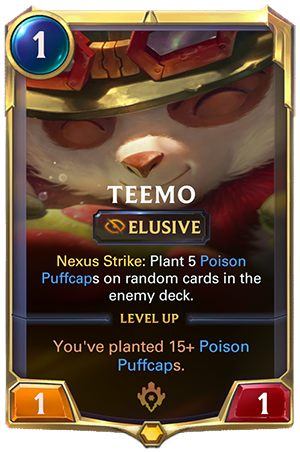 1
TEEMO
ELUSIVE
Nexus Strike: Plant 5 Poison
Puffcaps on random cards in the
enemy deck.
LEVEL UP
You've planted 15+ Poison
Puffcaps.
1 1